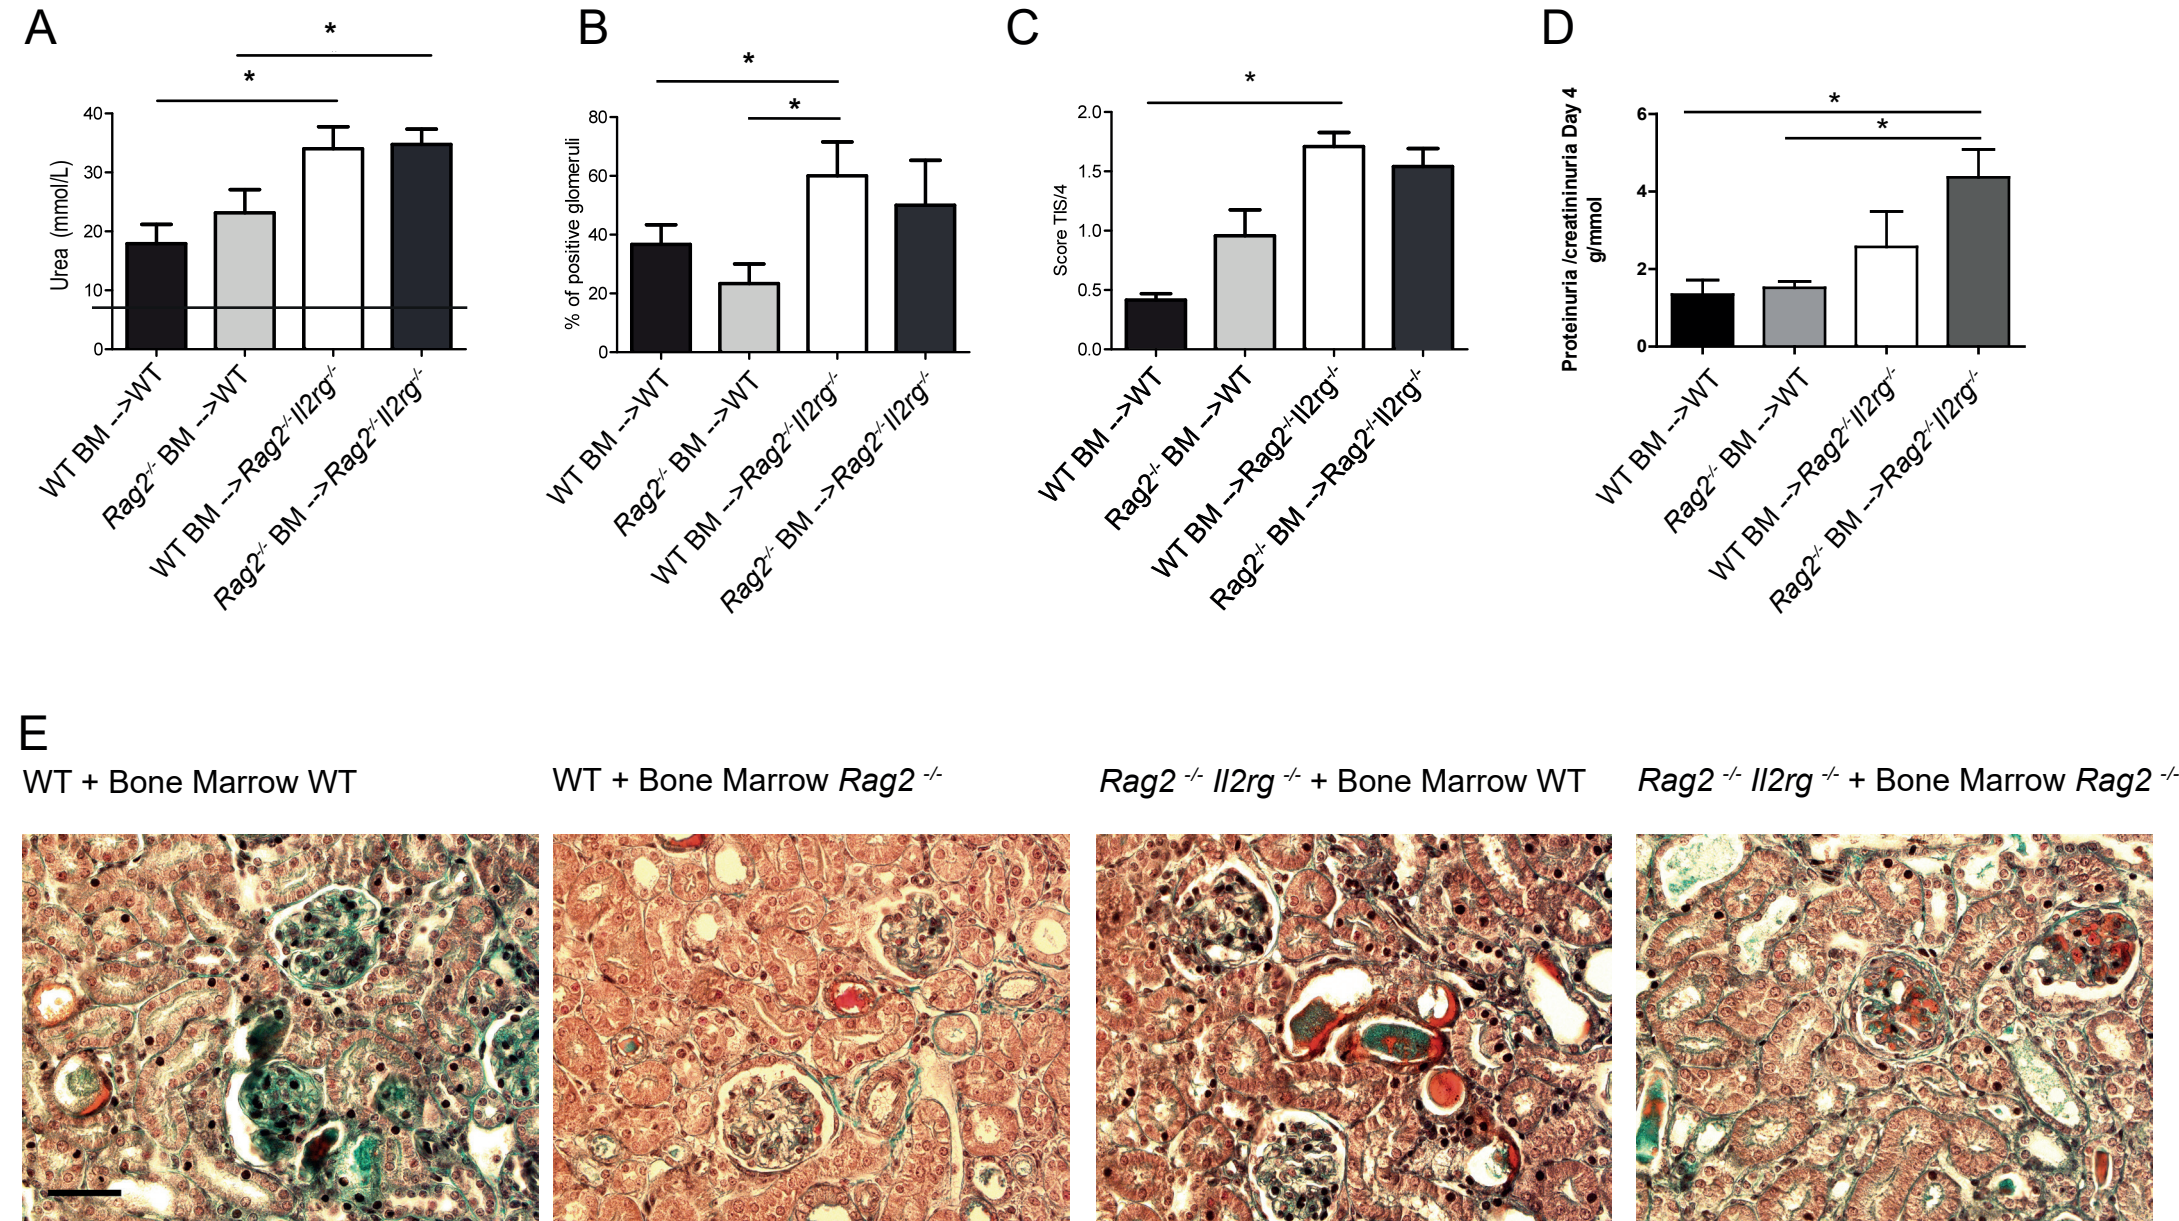 A
*
*
Urea (mmol/L)
40
30
20
10
0
WT BM -->WT
Rag2-/- BM -->WT
WT BM -->Rag2-/-Il2rg-/-
Rag2-/- BM -->Rag2-/-Il2rg-/-
B
*
*
% of positive glomeruli
80
60
40
20
0
WT BM -->WT
Rag2-/- BM -->WT
WT BM -->Rag2-/-Il2rg-/-
Rag2-/- BM -->Rag2-/-Il2rg-/-
C
*
Score TIS/4
2.0
1.5
1.0
0.5
0.0
WT BM -->WT
Rag2-/- BM -->WT
WT BM -->Rag2-/-Il2rg-/-
Rag2-/- BM -->Rag2-/-Il2rg-/-
D
*
*
Proteinuria /creatininuria Day 4
g/mmol
6
4
2
0
WT BM -->WT
Rag2-/- BM -->WT
WT BM -->Rag2-/-Il2rg-/-
Rag2-/- BM -->Rag2-/-Il2rg-/-
E
WT + Bone Marrow WT
WT + Bone Marrow Rag2 -/-
Rag2 -/- Il2rg -/- + Bone Marrow WT
Rag2 -/- Il2rg -/- + Bone Marrow Rag2 -/-